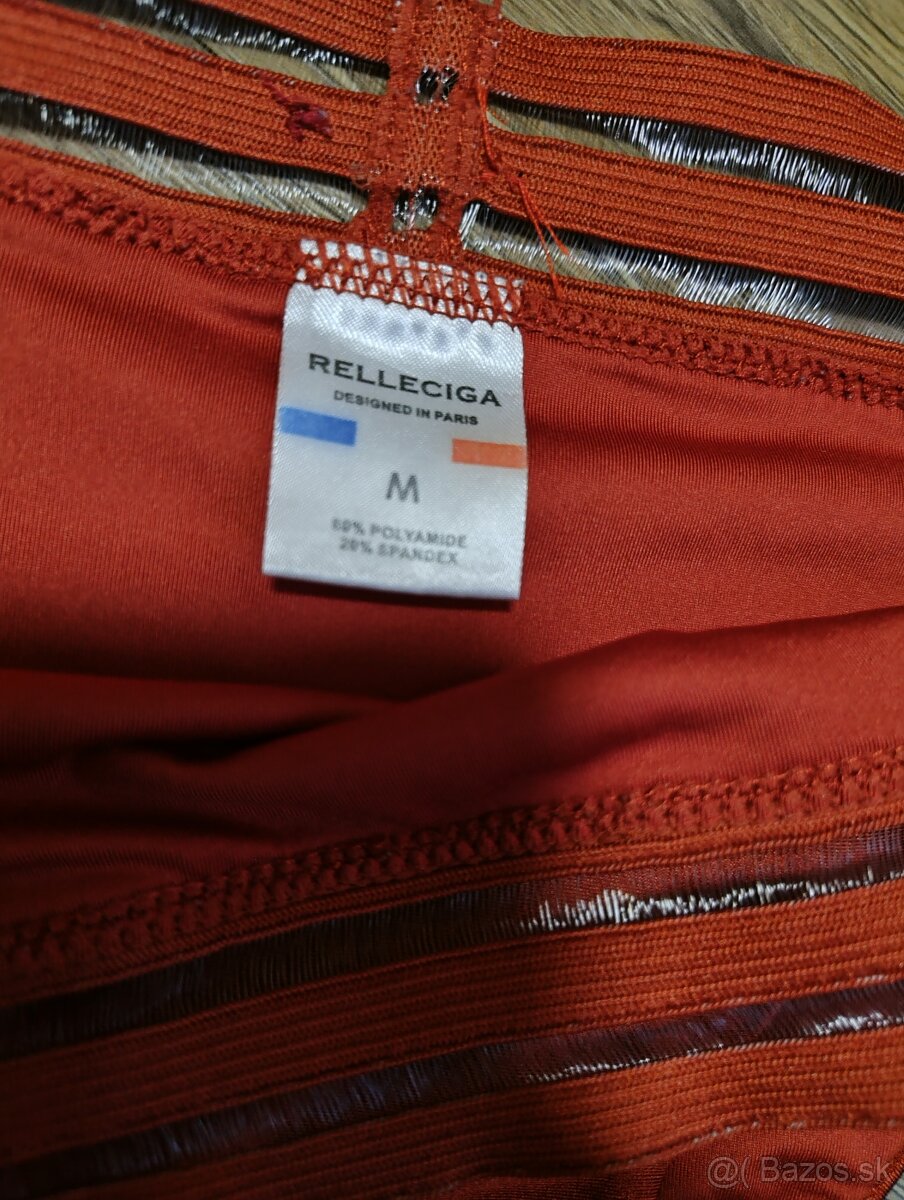 RELLECIGA
DESIGNED IN PARIS
M
80% POLYAMIDE
20% SPANDEX
@( Bazos.sk